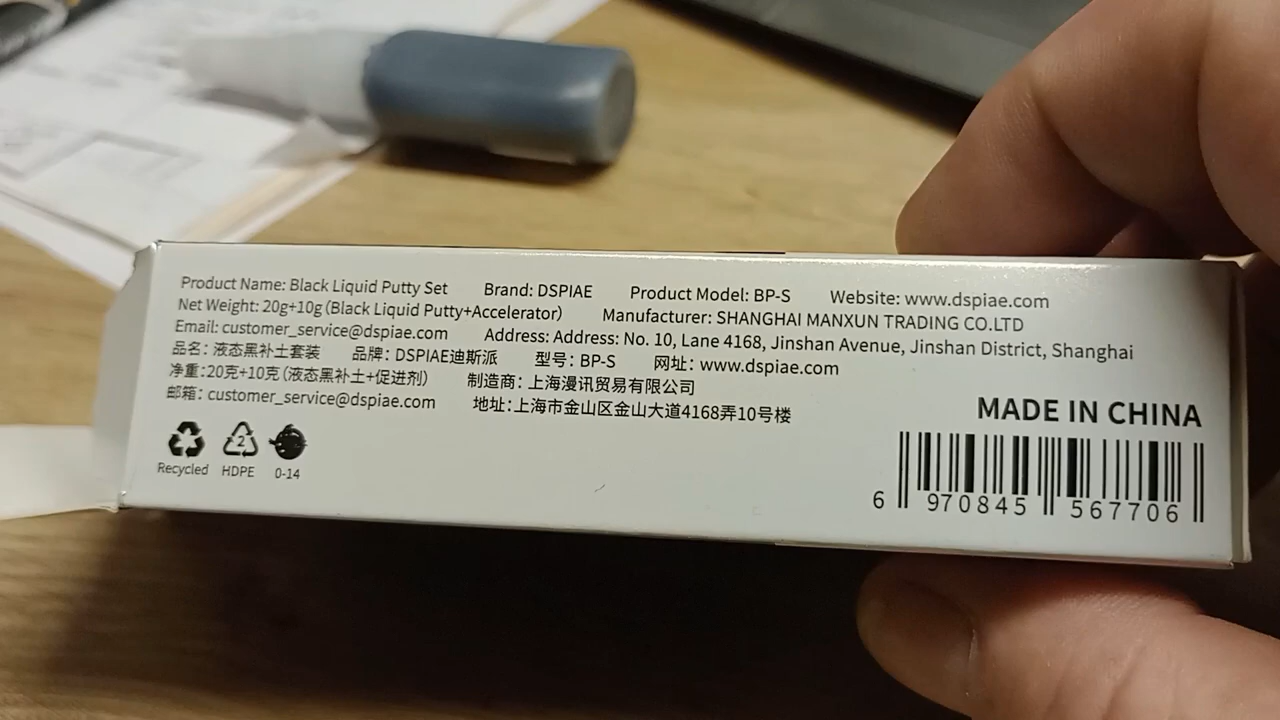 Product Name: Black Liquid Putty Set Brand: DSPIAE Product Model: BP-S Website: www.dspiae.com
Net Weight: 20g+10g (Black Liquid Putty+Accelerator) Manufacturer: SHANGHAI MANXUN TRADING CO.LTD
Email: customer_service@dspiae.com Address: Address: No. 10, Lane 4168, Jinshan Avenue, Jinshan District, Shanghai
品名：液态黑补土套装 品牌：DSPIAE迪斯派 型号：BP-S 网址：www.dspiae.com
净重：20克+10克（液态黑补土+促进剂） 制造商：上海漫讯贸易有限公司
邮箱：customer_service@dspiae.com 地址：上海市金山区金山大道4168弄10号楼
MADE IN CHINA
2
Recycled HDPE 0-14
6 970845 567706